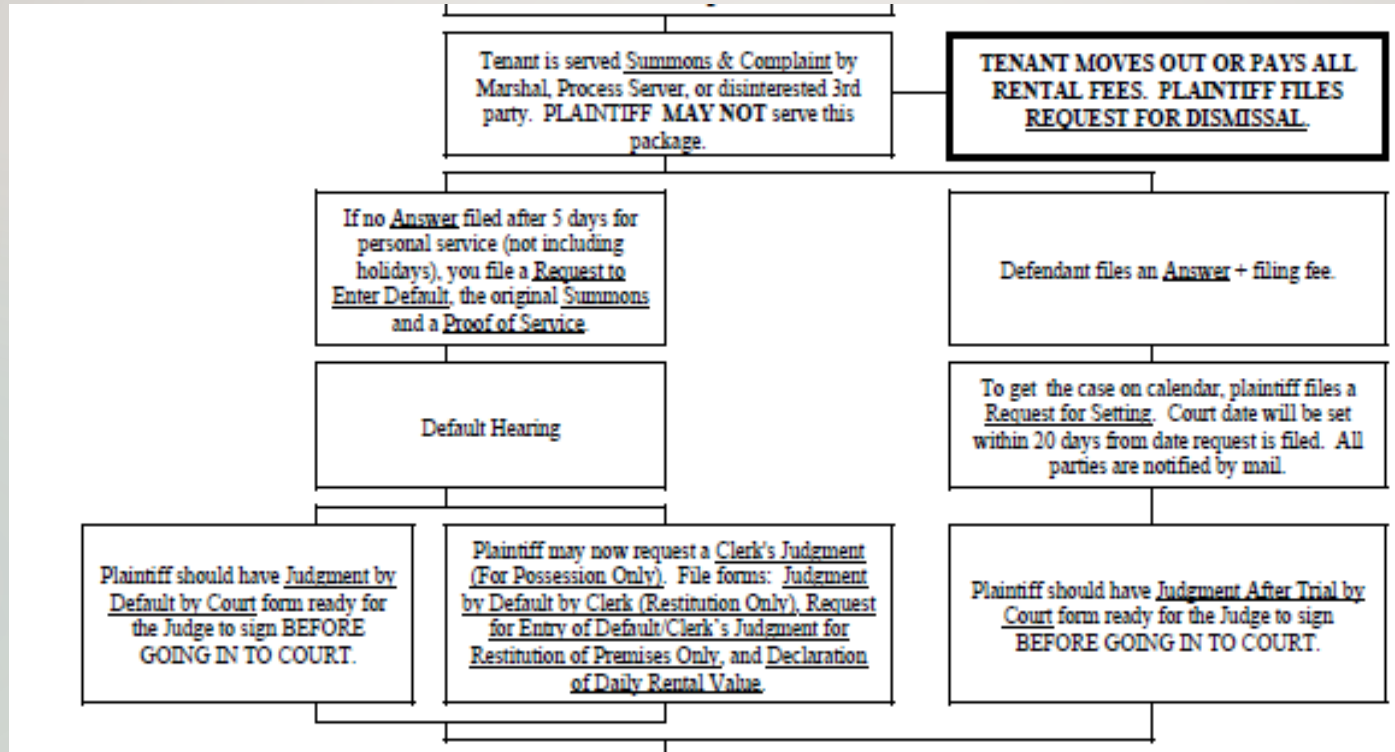 Tenant is served Summons & Complaint by
Marshal, Process Server, or disinterested 3rd
party. PLAINTIFF MAY NOT serve this
package.
TENANT MOVES OUT OR PAYS ALL
RENTAL FEES. PLAINTIFF FILES
REQUEST FOR DISMISSAL.
If no Answer filed after 5 days for
personal service (not including
holidays), you file a Request to
Enter Default, the original Summons
and a Proof of Service.
Defendant files an Answer + filing fee.
Default Hearing
To get the case on calendar, plaintiff files a
Request for Setting. Court date will be set
within 20 days from date request is filed. All
parties are notified by mail.
Plaintiff should have Judgment by
Default by Court form ready for
the Judge to sign BEFORE
GOING IN TO COURT.
Plaintiff may now request a Clerk's Judgment
(For Possession Only). File forms: Judgment
by Default by Clerk (Restitution Only), Request
for Entry of Default/Clerk's Judgment for
Restitution of Premises Only, and Declaration
of Daily Rental Value.
Plaintiff should have Judgment After Trial by
Court form ready for the Judge to sign
BEFORE GOING IN TO COURT.